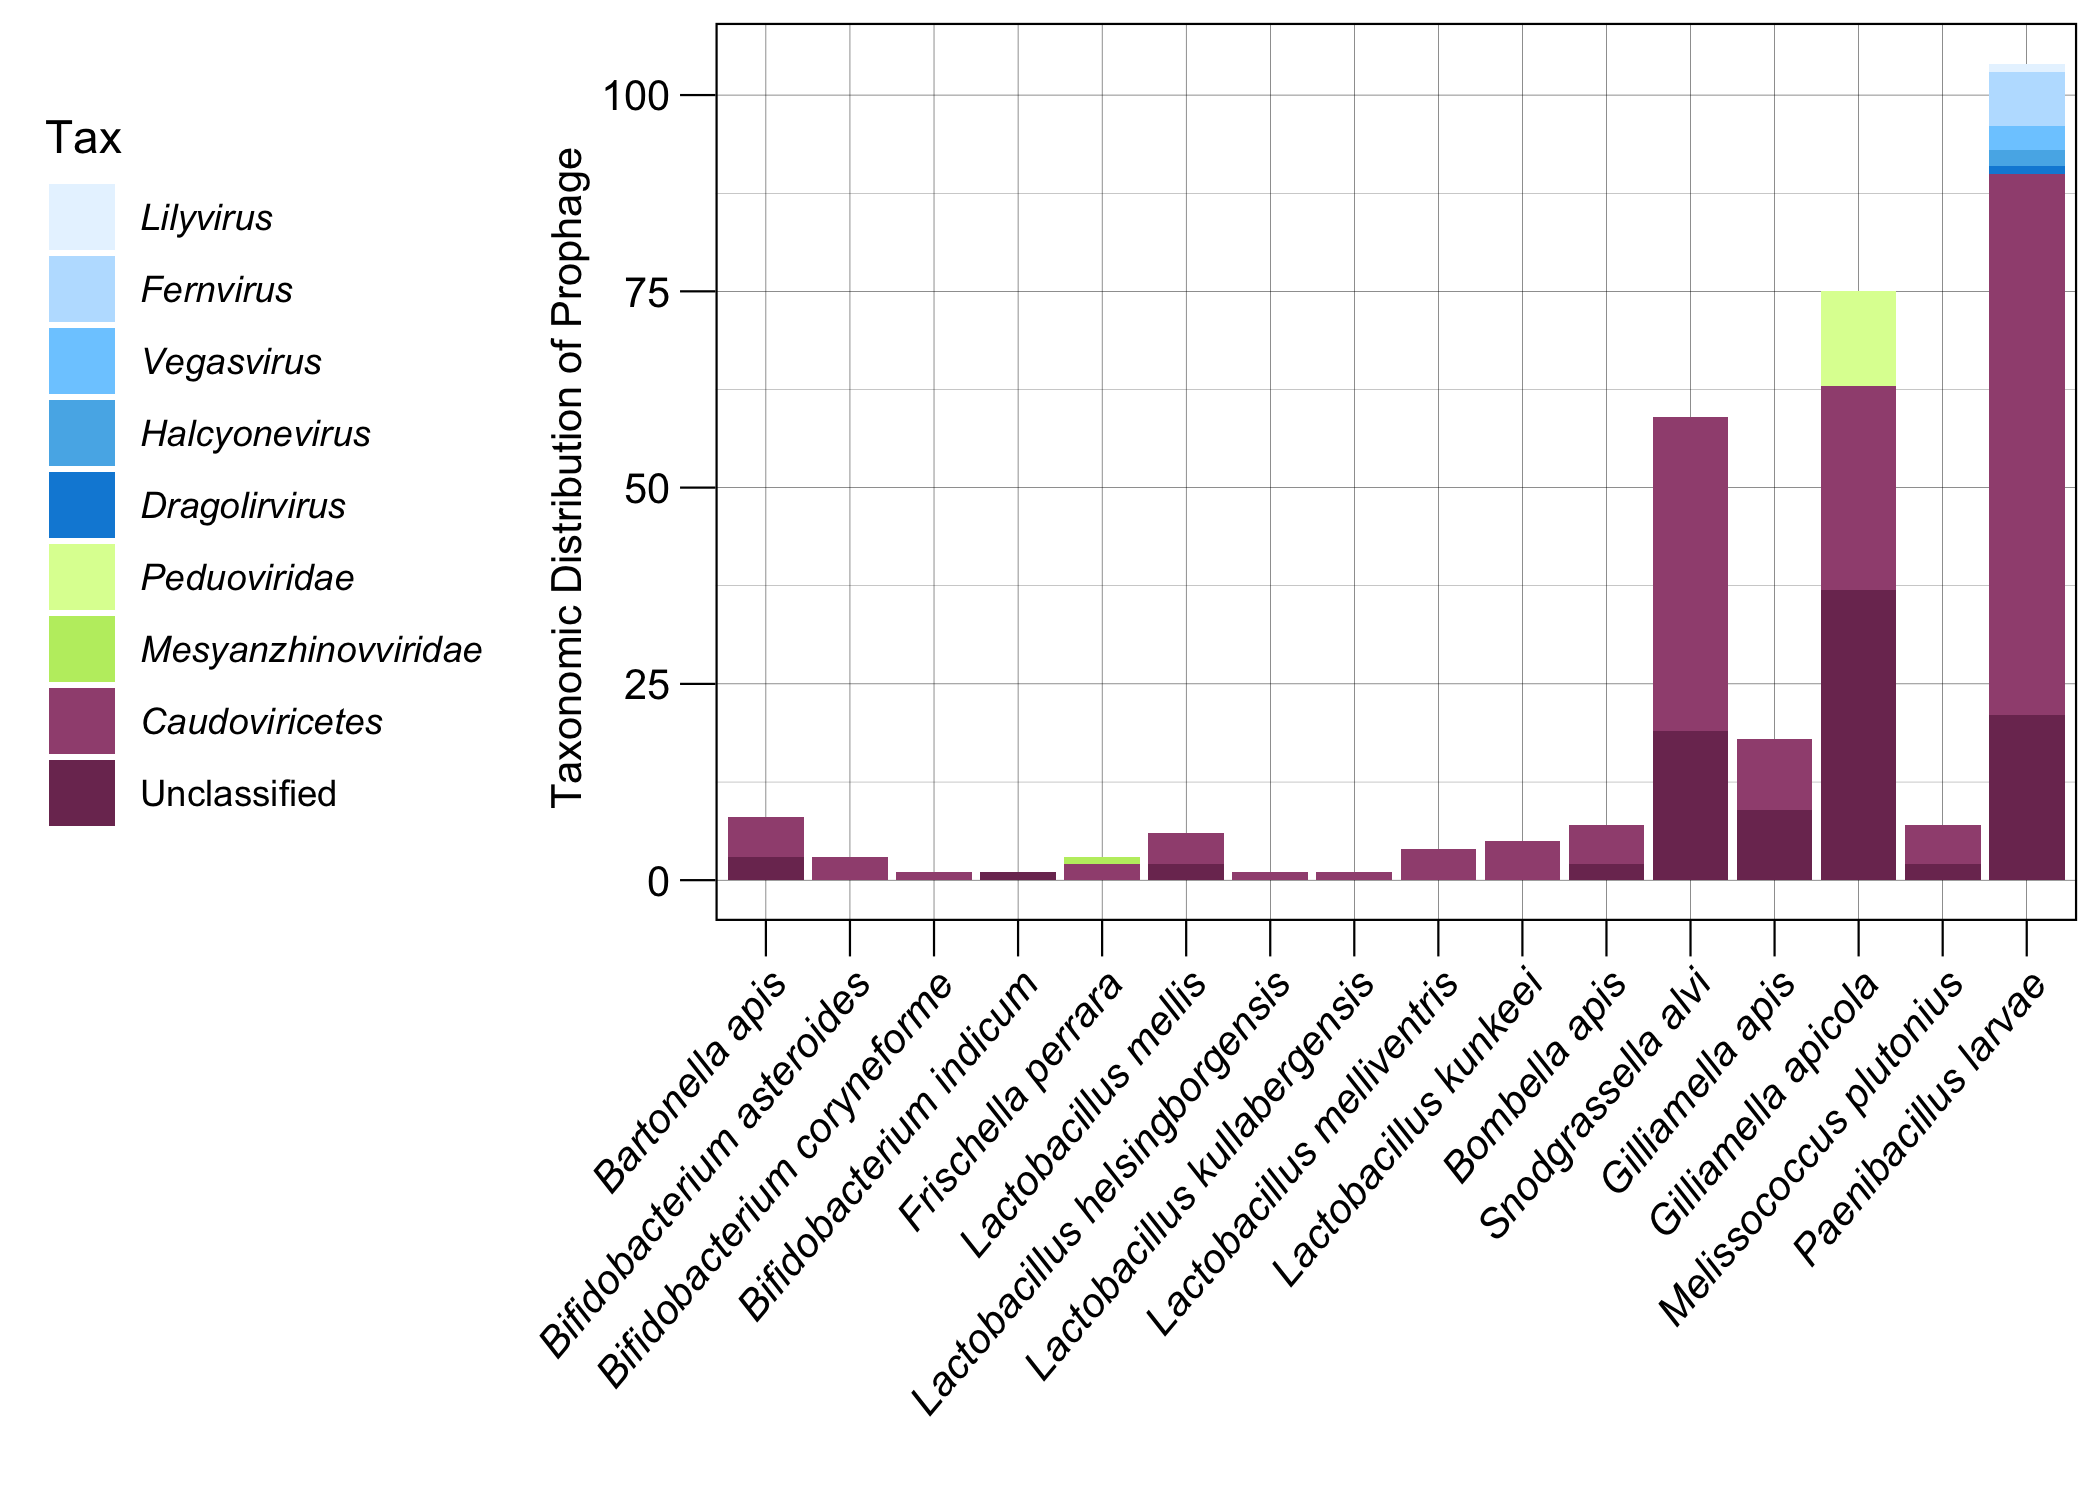 Tax
Lilyvirus
Fernvirus
Vegasvirus
Halcyonevirus
Dragolirvirus
Peduoviridae
Mesyanzhinovviridae
Caudoviricetes
Unclassified
Taxonomic Distribution of Prophage
100
75
50
25
0
Bartonella apis
Bifidobacterium asteroides
Bifidobacterium coryneforme
Bifidobacterium indicum
Frischella perrara
Lactobacillus mellis
Lactobacillus helsingborgensis
Lactobacillus kullabergensis
Lactobacillus melliventris
Lactobacillus kunkeei
Bombella apis
Snodgrassella alvi
Gilliamella apis
Gilliamella apicola
Melissococcus plutonius
Paenibacillus larvae